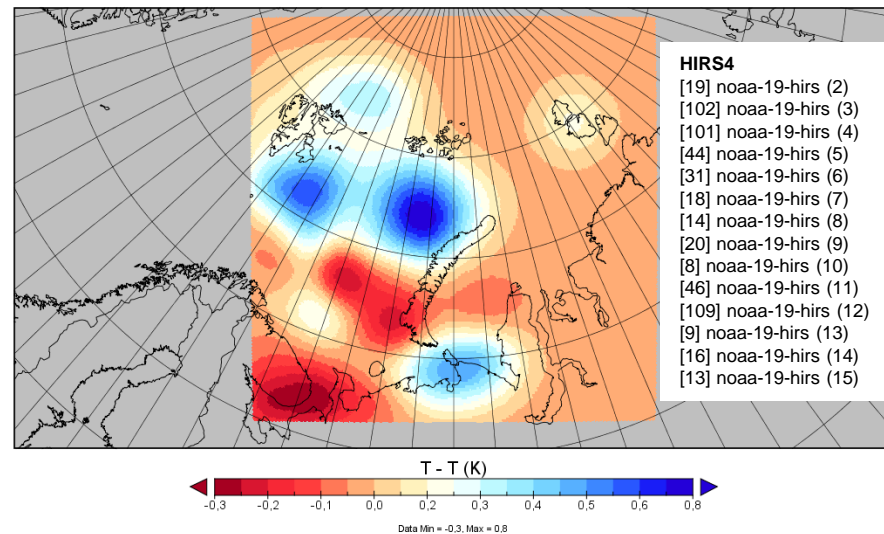 HIRS4
[19] noaa-19-hirs (2)
[102] noaa-19-hirs (3)
[101] noaa-19-hirs (4)
[44] noaa-19-hirs (5)
[31] noaa-19-hirs (6)
[18] noaa-19-hirs (7)
[14] noaa-19-hirs (8)
[20] noaa-19-hirs (9)
[8] noaa-19-hirs (10)
[46] noaa-19-hirs (11)
[109] noaa-19-hirs (12)
[9] noaa-19-hirs (13)
[16] noaa-19-hirs (14)
[13] noaa-19-hirs (15)
T - T (K)
-0,3 -0,2 -0,1 0,0 0,2 0,3 0,4 0,5 0,6 0,8
Data Min = -0,3, Max = 0,8